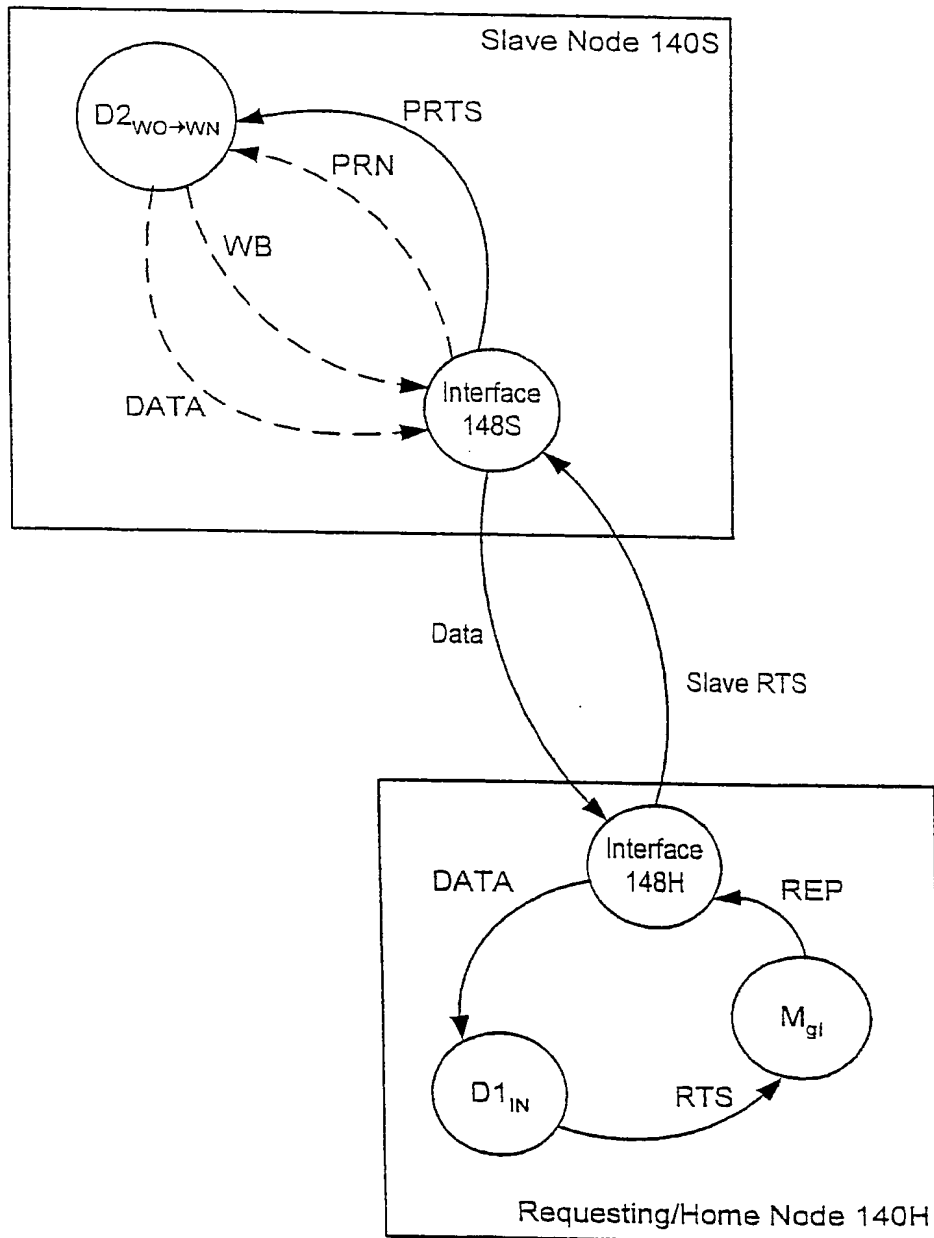 Slave Node 140S
D2WO→WN
PRTS
PRN
WB
DATA
Interface
148S
Data
Slave RTS
Interface
148H
DATA
REP
Mgi
D1IN
RTS
Requesting/Home Node 140H